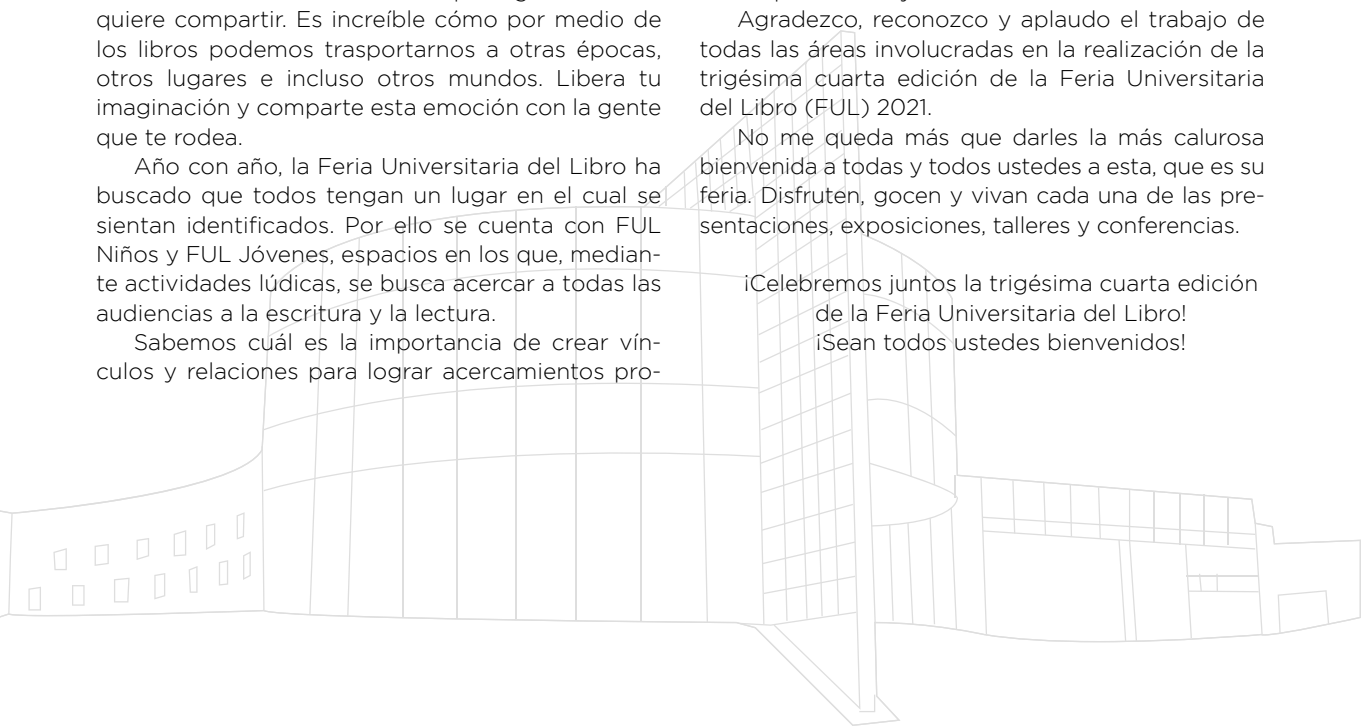 quiere compartir. Es increíble cómo por medio de
los libros podemos trasportarnos a otras épocas,
otros lugares e incluso otros mundos. Libera tu
imaginación y comparte esta emoción con la gente
que te rodea.
Año con año, la Feria Universitaria del Libro ha
buscado que todos tengan un lugar en el cual se
sientan identificados. Por ello se cuenta con FUL
Niños y FUL Jóvenes, espacios en los que, median-
te actividades lúdicas, se busca acercar a todas las
audiencias a la escritura y la lectura.
Sabemos cuál es la importancia de crear vín-
culos y relaciones para lograr acercamientos pro-
Agradezco, reconozco y aplaudo el trabajo de
todas las áreas involucradas en la realización de la
trigésima cuarta edición de la Feria Universitaria
del Libro (FUL) 2021.
No me queda más que darles la más calurosa
bienvenida a todas y todos ustedes a esta, que es su
feria. Disfruten, gocen y vivan cada una de las pre-
sentaciones, exposiciones, talleres y conferencias.
¡Celebremos juntos la trigésima cuarta edición
de la Feria Universitaria del Libro!
¡Sean todos ustedes bienvenidos!